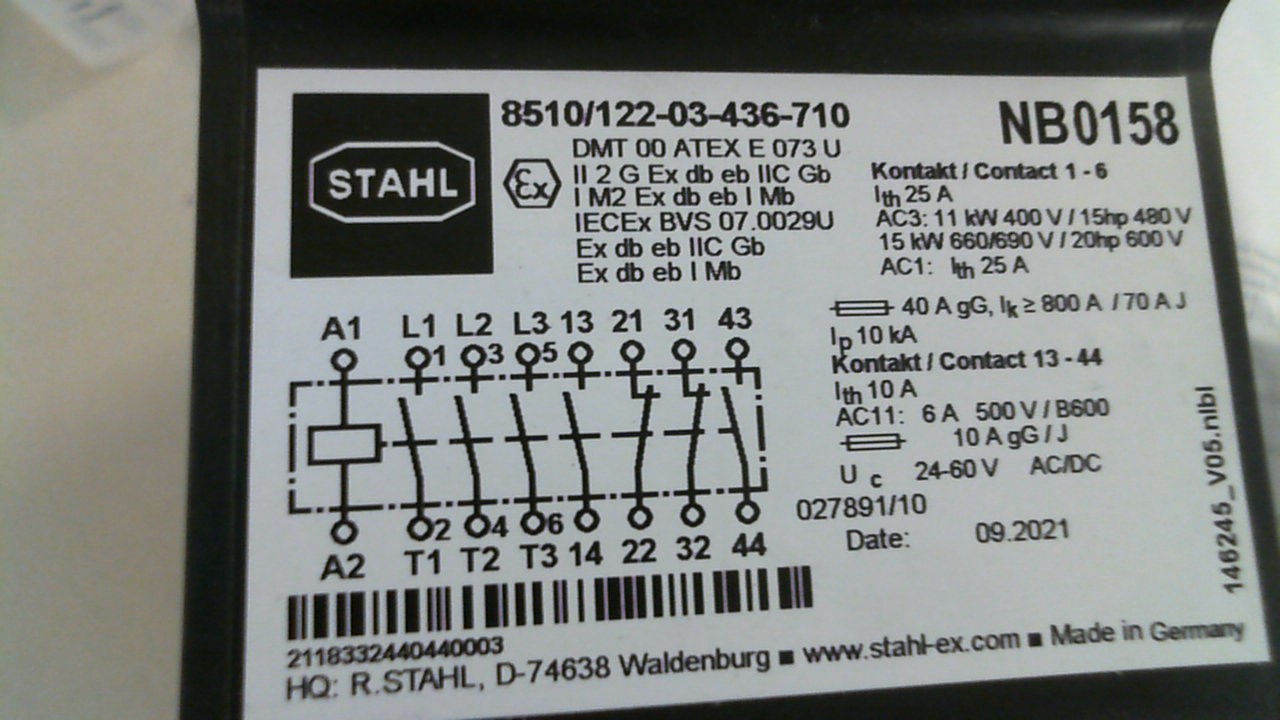 STAHL
8510/122-03-436-710
NB0158
DMT 00 ATEX E 073 U
II 2 G Ex db eb IIC Gb
I M2 Ex db eb I Mb
IECEx BVS 07.0029U
Ex db eb IIC Gb
Ex db eb I Mb
Ex
Kontakt / Contact 1 - 6
Ith 25 A
AC3: 11 kW 400 V / 15hp 480 V
15 kW 660/690 V / 20hp 600 V
AC1: Ith 25 A
40 A gG, Ik ≥ 800 A / 70 A J
Ip 10 kA
Kontakt / Contact 13 - 44
Ith 10 A
AC11: 6 A 500 V / B600
10 A gG / J
Uc 24-60 V AC/DC
027891/10
Date: 09.2021
A1 L1 L2 L3 13 21 31 43
1 3 5
2 4 6
A2 T1 T2 T3 14 22 32 44
2118332440440003
HQ: R.STAHL, D-74638 Waldenburg ■ www.stahl-ex.com ■ Made in Germany
146245_V05.nlbl